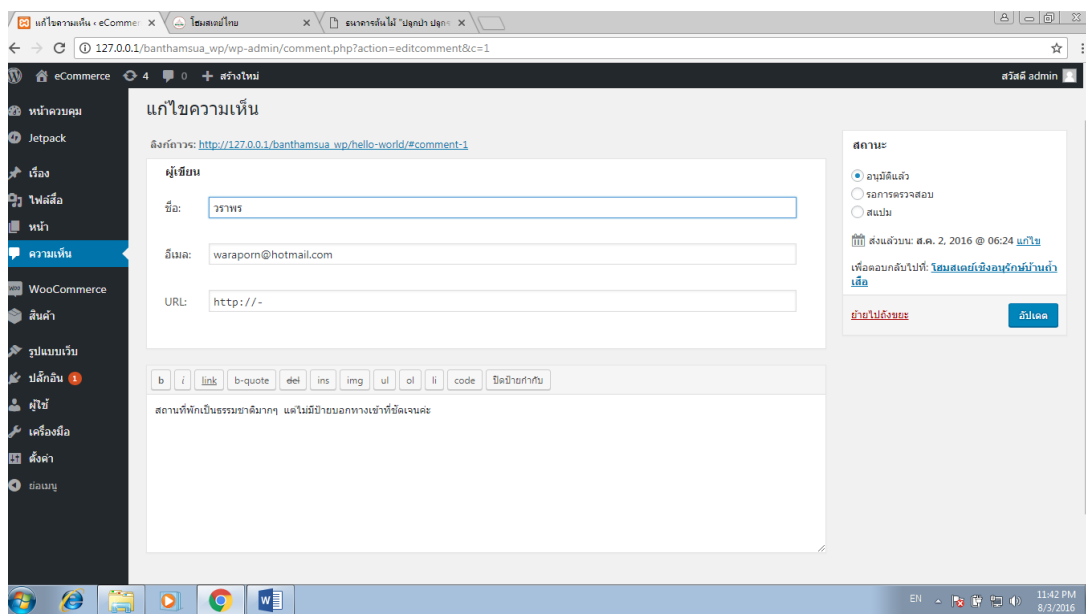 แก้ไขความเห็น ‹ eCommer
โฮมสเตย์ไทย
ธนาคารต้นไม้ "ปลูกป่า ปลูกร
127.0.0.1/banthamsua_wp/wp-admin/comment.php?action=editcomment&c=1
eCommerce 4 0 + สร้างใหม่ สวัสดี admin
หน้าควบคุม
Jetpack
เรื่อง
ไฟล์สื่อ
หน้า
ความเห็น
WooCommerce
สินค้า
รูปแบบเว็บ
ปลั๊กอิน 1
ผู้ใช้
เครื่องมือ
ตั้งค่า
ย่อเมนู
แก้ไขความเห็น
ลิงก์ถาวร: http://127.0.0.1/banthamsua_wp/hello-world/#comment-1
ผู้เขียน
ชื่อ: วราพร
อีเมล: waraporn@hotmail.com
URL: http://-
b i link b-quote del ins img ul ol li code ปิดป้ายกำกับ
สถานที่พักเป็นธรรมชาติมากๆ แต่ไม่มีป้ายบอกทางเข้าที่ชัดเจนค่ะ
สถานะ
อนุมัติแล้ว
รอการตรวจสอบ
สแปม
ส่งแล้วบน: ส.ค. 2, 2016 @ 06:24 แก้ไข
เพื่อตอบกลับไปที่: โฮมสเตย์เชิงอนุรักษ์บ้านถ้ำ
เสือ
ย้ายไปถังขยะ อัปเดต
EN 11:42 PM
8/3/2016